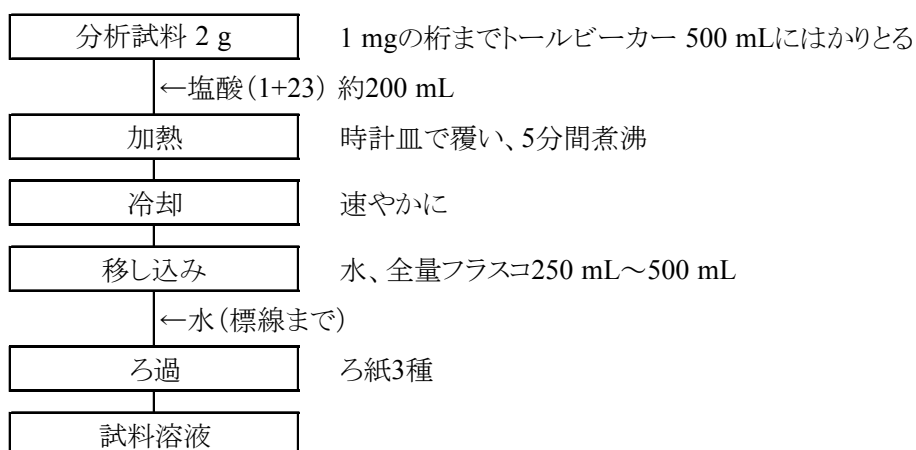 分析試料 2 g 1 mgの桁までトールビーカー 500 mLにはかりとる
←塩酸(1+23) 約200 mL
加熱 時計皿で覆い、5分間煮沸
冷却 速やかに
移し込み 水、全量フラスコ250 mL～500 mL
←水(標線まで)
ろ過 ろ紙3種
試料溶液